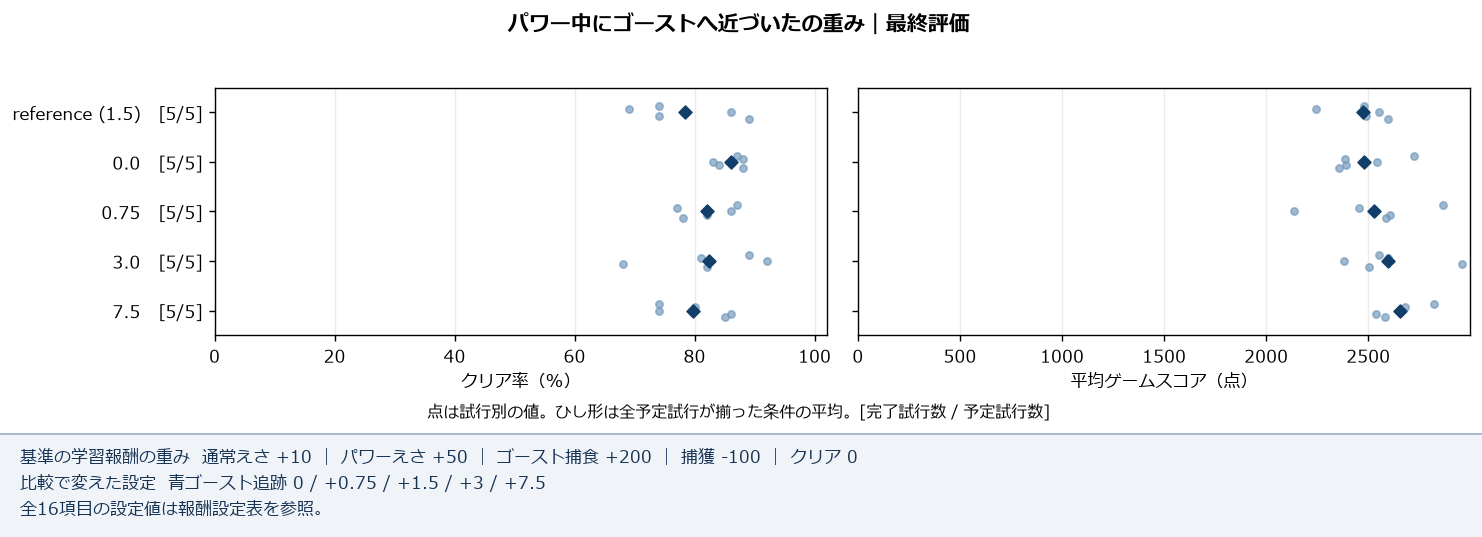 パワー中にゴーストへ近づいたの重み｜最終評価
reference (1.5) [5/5]
0.0 [5/5]
0.75 [5/5]
3.0 [5/5]
7.5 [5/5]
0 20 40 60 80 100
クリア率（%）
0 500 1000 1500 2000 2500
平均ゲームスコア（点）
点は試行別の値。ひし形は全予定試行が揃った条件の平均。[完了試行数 / 予定試行数]
基準の学習報酬の重み 通常えさ +10 ｜ パワーえさ +50 ｜ ゴースト捕食 +200 ｜ 捕獲 -100 ｜ クリア 0
比較で変えた設定 青ゴースト追跡 0 / +0.75 / +1.5 / +3 / +7.5
全16項目の設定値は報酬設定表を参照。